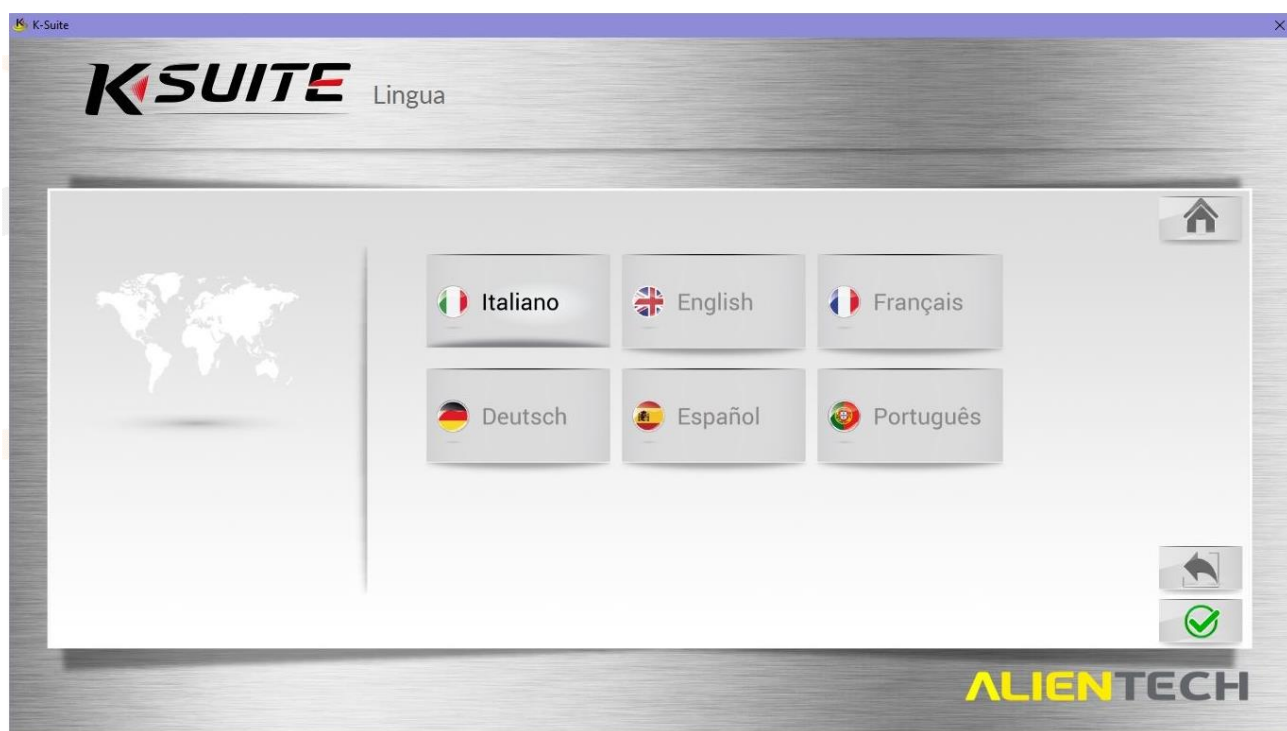 K-Suite
KSUITE Lingua
Italiano English Français
Deutsch Español Português
ALIENTECH